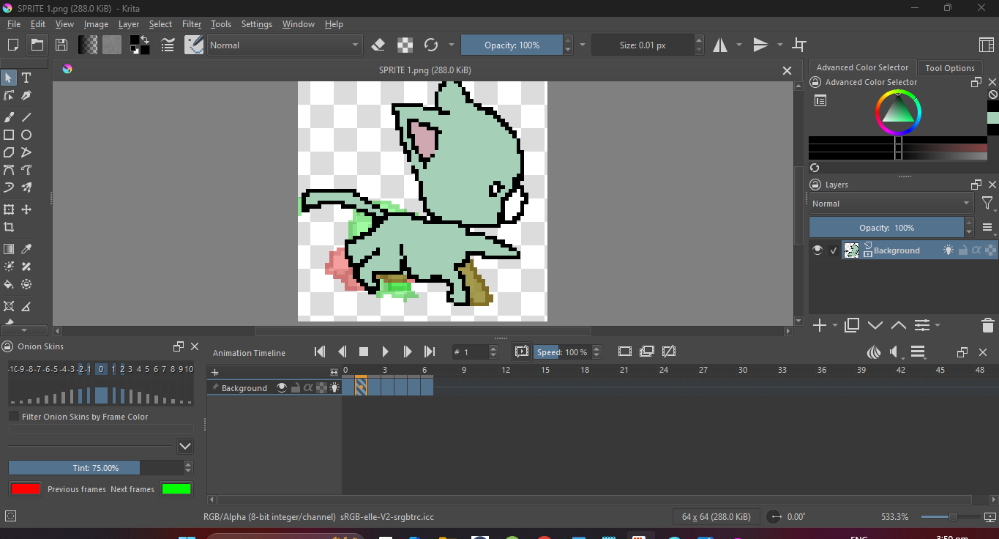 SPRITE 1.png (288.0 KiB) - Krita
File Edit View Image Layer Select Filter Tools Settings Window Help
Normal
Opacity: 100%
Size: 0.01 px
SPRITE 1.png (288.0 KiB)
Advanced Color Selector
Tool Options
Advanced Color Selector
Layers
Normal
Opacity: 100%
Background
Onion Skins
-9 -8 -7 -6 -5 -4 -3 -2 -1 0 1 2 3 4 5 6 7 8 9 10
Filter Onion Skins by Frame Color
Tint: 75.00%
Previous frames Next frames
Animation Timeline
# 1
Speed: 100 %
0 3 6 9 12 15 18 21 24 27 30 33 36 39 42 45 48
Background
RGB/Alpha (8-bit integer/channel) sRGB-elle-V2-srgbtrc.icc
64 x 64 (288.0 KiB)
0.00°
533.3%
ENG
3:50 pm